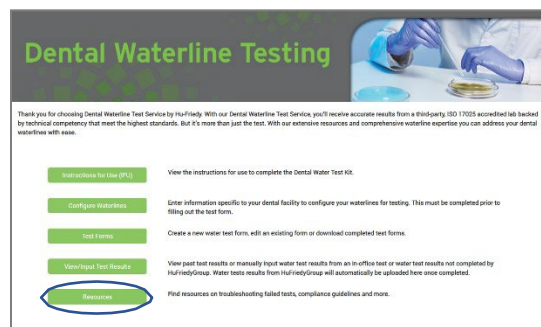 Dental Waterline Testing
Thank you for choosing Dental Waterline Test Service by Hu-Friedy. With our Dental Waterline Test Service, you'll receive accurate results from a third-party, ISO 17025 accredited lab backed
by technical competency that meet the highest standards. But it's more than just the test. With our extensive resources and comprehensive waterline expertise you can address your dental
waterlines with ease.
Instructions for Use (IFU)
View the instructions for use to complete the Dental Water Test Kit.
Configure Waterlines
Enter information specific to your dental facility to configure your waterlines for testing. This must be completed prior to
filling out the test form.
Test Forms
Create a new water test form, edit an existing form or download completed test forms.
View/Input Test Results
View past test results or manually input water test results from an in-office test or water test results not completed by
HuFriedyGroup. Water tests results from HuFriedyGroup will automatically be uploaded here once completed.
Resources
Find resources on troubleshooting failed tests, compliance guidelines and more.